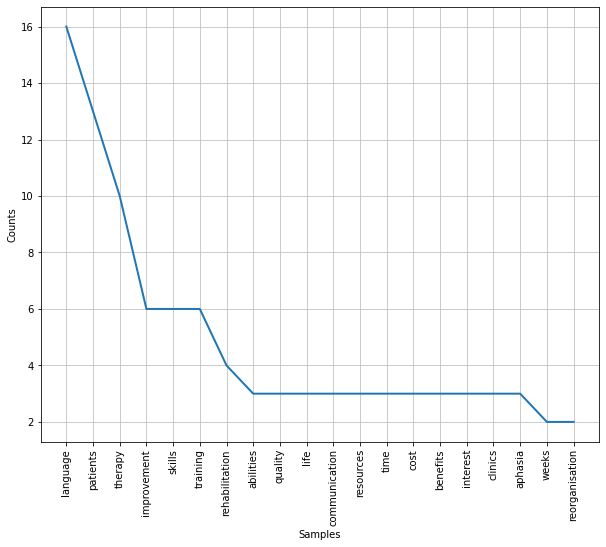 16
14
12
10
8
6
4
2
Counts
language
patients
therapy
improvement
skills
training
rehabilitation
abilities
quality
life
communication
resources
time
cost
benefits
interest
clinics
aphasia
weeks
reorganisation
Samples